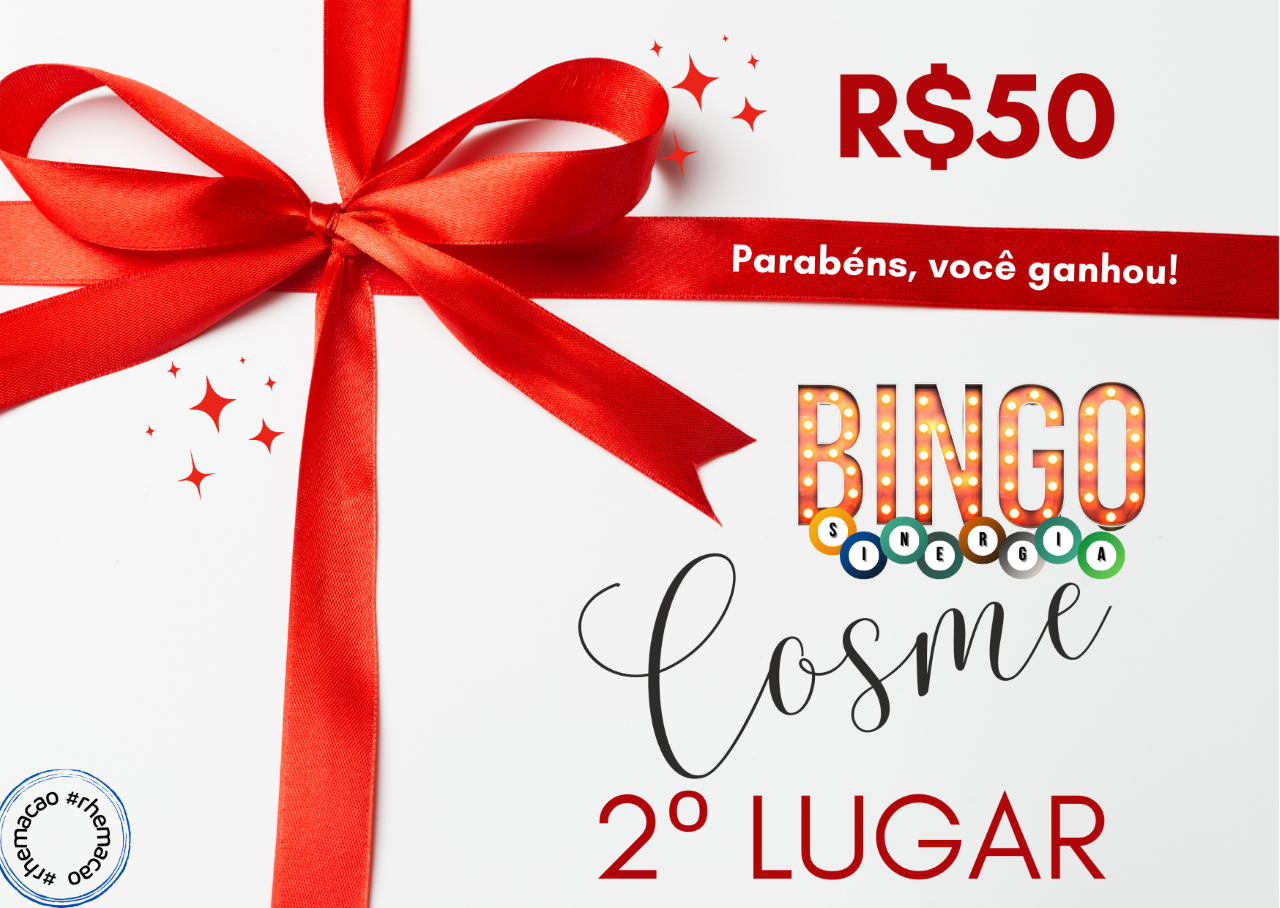 R$50
Parabéns, você ganhou!
BINGO
SINERGIA
Cosme
2º LUGAR
#rhemacao #rhemacao